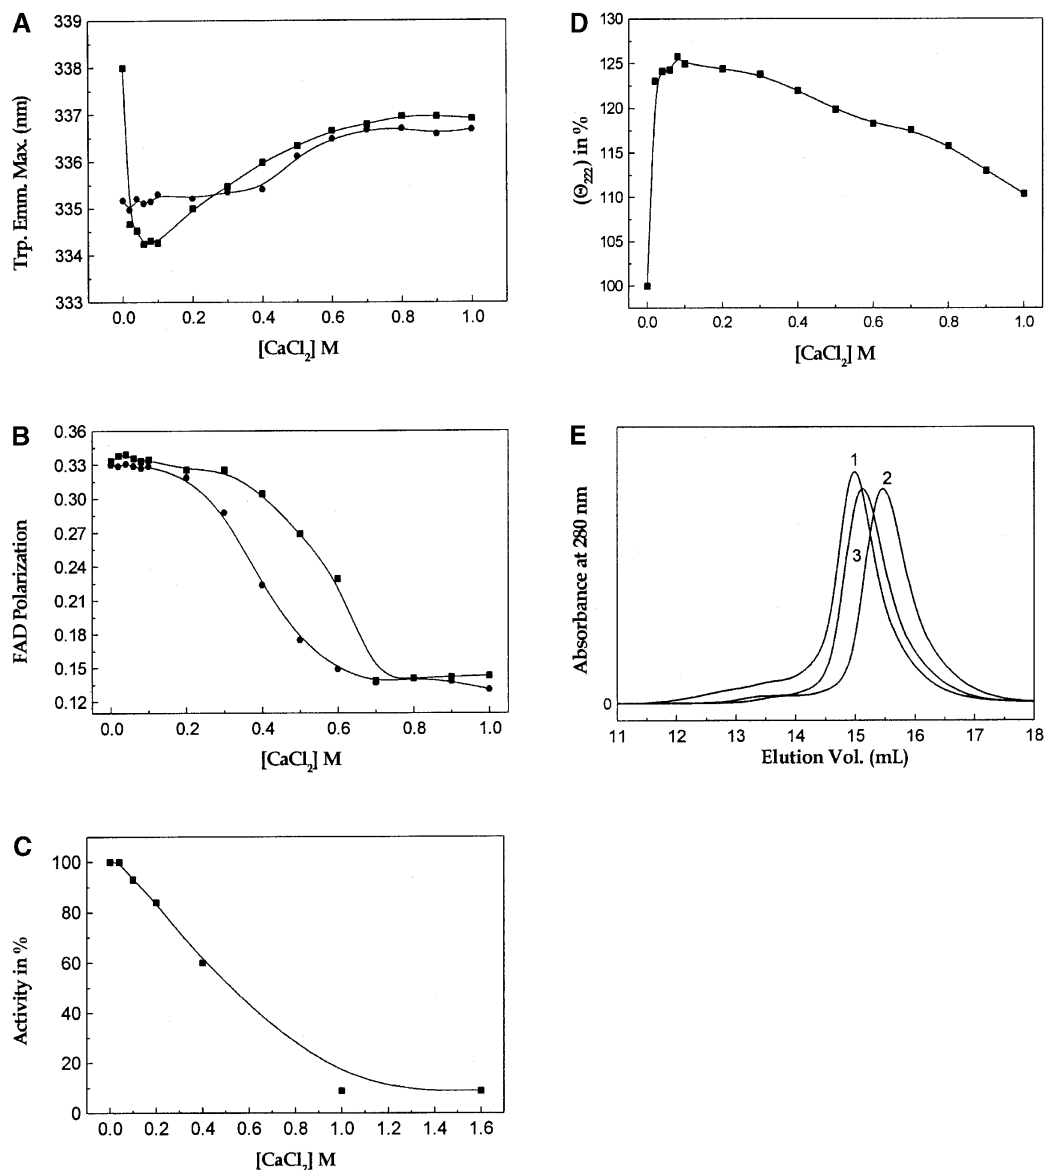 A
Trp. Emm. Max. (nm)
339
338
337
336
335
334
333
0.0 0.2 0.4 0.6 0.8 1.0
[CaCl2] M
B
FAD Polarization
0.36
0.33
0.30
0.27
0.24
0.21
0.18
0.15
0.12
0.0 0.2 0.4 0.6 0.8 1.0
[CaCl2] M
C
Activity in %
100
80
60
40
20
0
0.0 0.2 0.4 0.6 0.8 1.0 1.2 1.4 1.6
[CaCl2] M
D
(Θ222) in %
130
125
120
115
110
105
100
0.0 0.2 0.4 0.6 0.8 1.0
[CaCl2] M
E
Absorbance at 280 nm
1
2
3
0
11 12 13 14 15 16 17 18
Elution Vol. (mL)